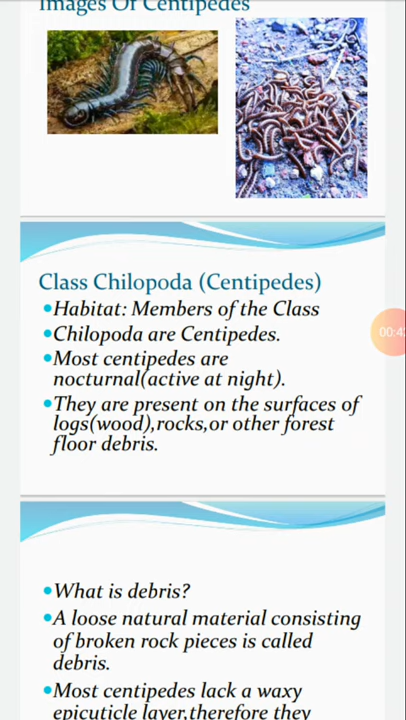 Images Of Centipedes
Class Chilopoda (Centipedes)
•Habitat: Members of the Class
•Chilopoda are Centipedes.
•Most centipedes are
nocturnal(active at night).
•They are present on the surfaces of
logs(wood),rocks,or other forest
floor debris.
•What is debris?
•A loose natural material consisting
of broken rock pieces is called
debris.
•Most centipedes lack a waxy
epicuticle layer,therefore they